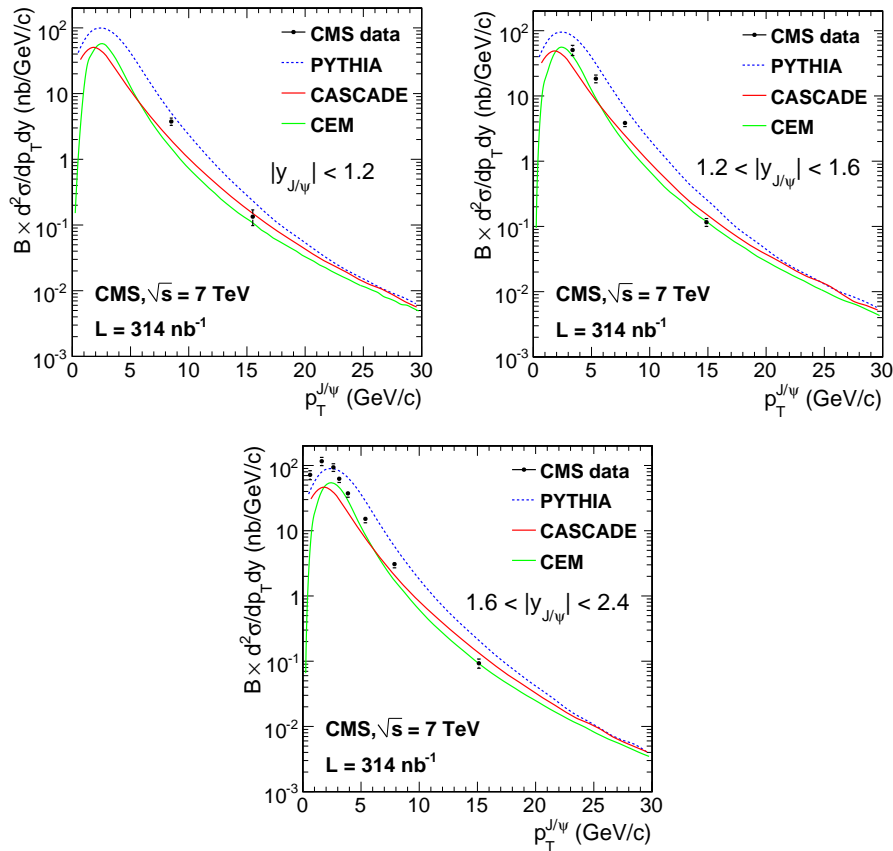 B × d²σ/dp_T dy (nb/GeV/c)
10²
10
1
10⁻¹
10⁻²
10⁻³
CMS data
PYTHIA
CASCADE
CEM
|y_{J/ψ}| < 1.2
CMS, √s = 7 TeV
L = 314 nb⁻¹
0 5 10 15 20 25 30
p_T^{J/ψ} (GeV/c)
B × d²σ/dp_T dy (nb/GeV/c)
10²
10
1
10⁻¹
10⁻²
10⁻³
CMS data
PYTHIA
CASCADE
CEM
1.2 < |y_{J/ψ}| < 1.6
CMS, √s = 7 TeV
L = 314 nb⁻¹
0 5 10 15 20 25 30
p_T^{J/ψ} (GeV/c)
B × d²σ/dp_T dy (nb/GeV/c)
10²
10
1
10⁻¹
10⁻²
10⁻³
CMS data
PYTHIA
CASCADE
CEM
1.6 < |y_{J/ψ}| < 2.4
CMS, √s = 7 TeV
L = 314 nb⁻¹
0 5 10 15 20 25 30
p_T^{J/ψ} (GeV/c)